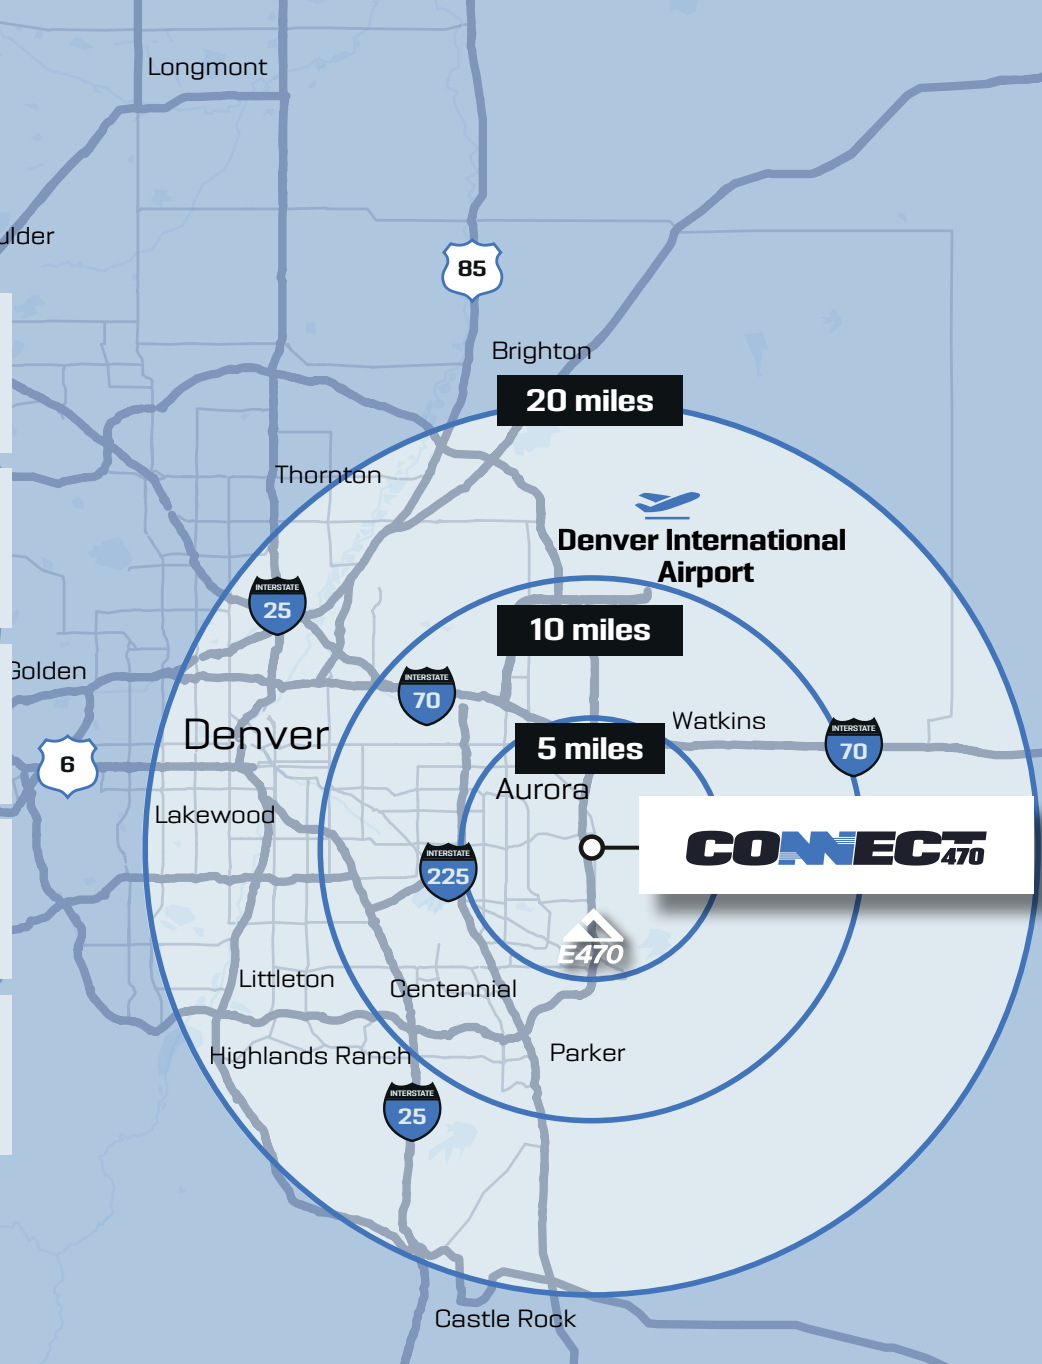 Longmont
ulder
85
Brighton
20 miles
Thornton
Denver International
Airport
INTERSTATE
25
10 miles
Golden
INTERSTATE
70
Denver
Watkins
INTERSTATE
70
5 miles
6
Aurora
Lakewood
CONNECT
470
INTERSTATE
225
E470
Littleton
Centennial
Highlands Ranch
Parker
INTERSTATE
25
Castle Rock